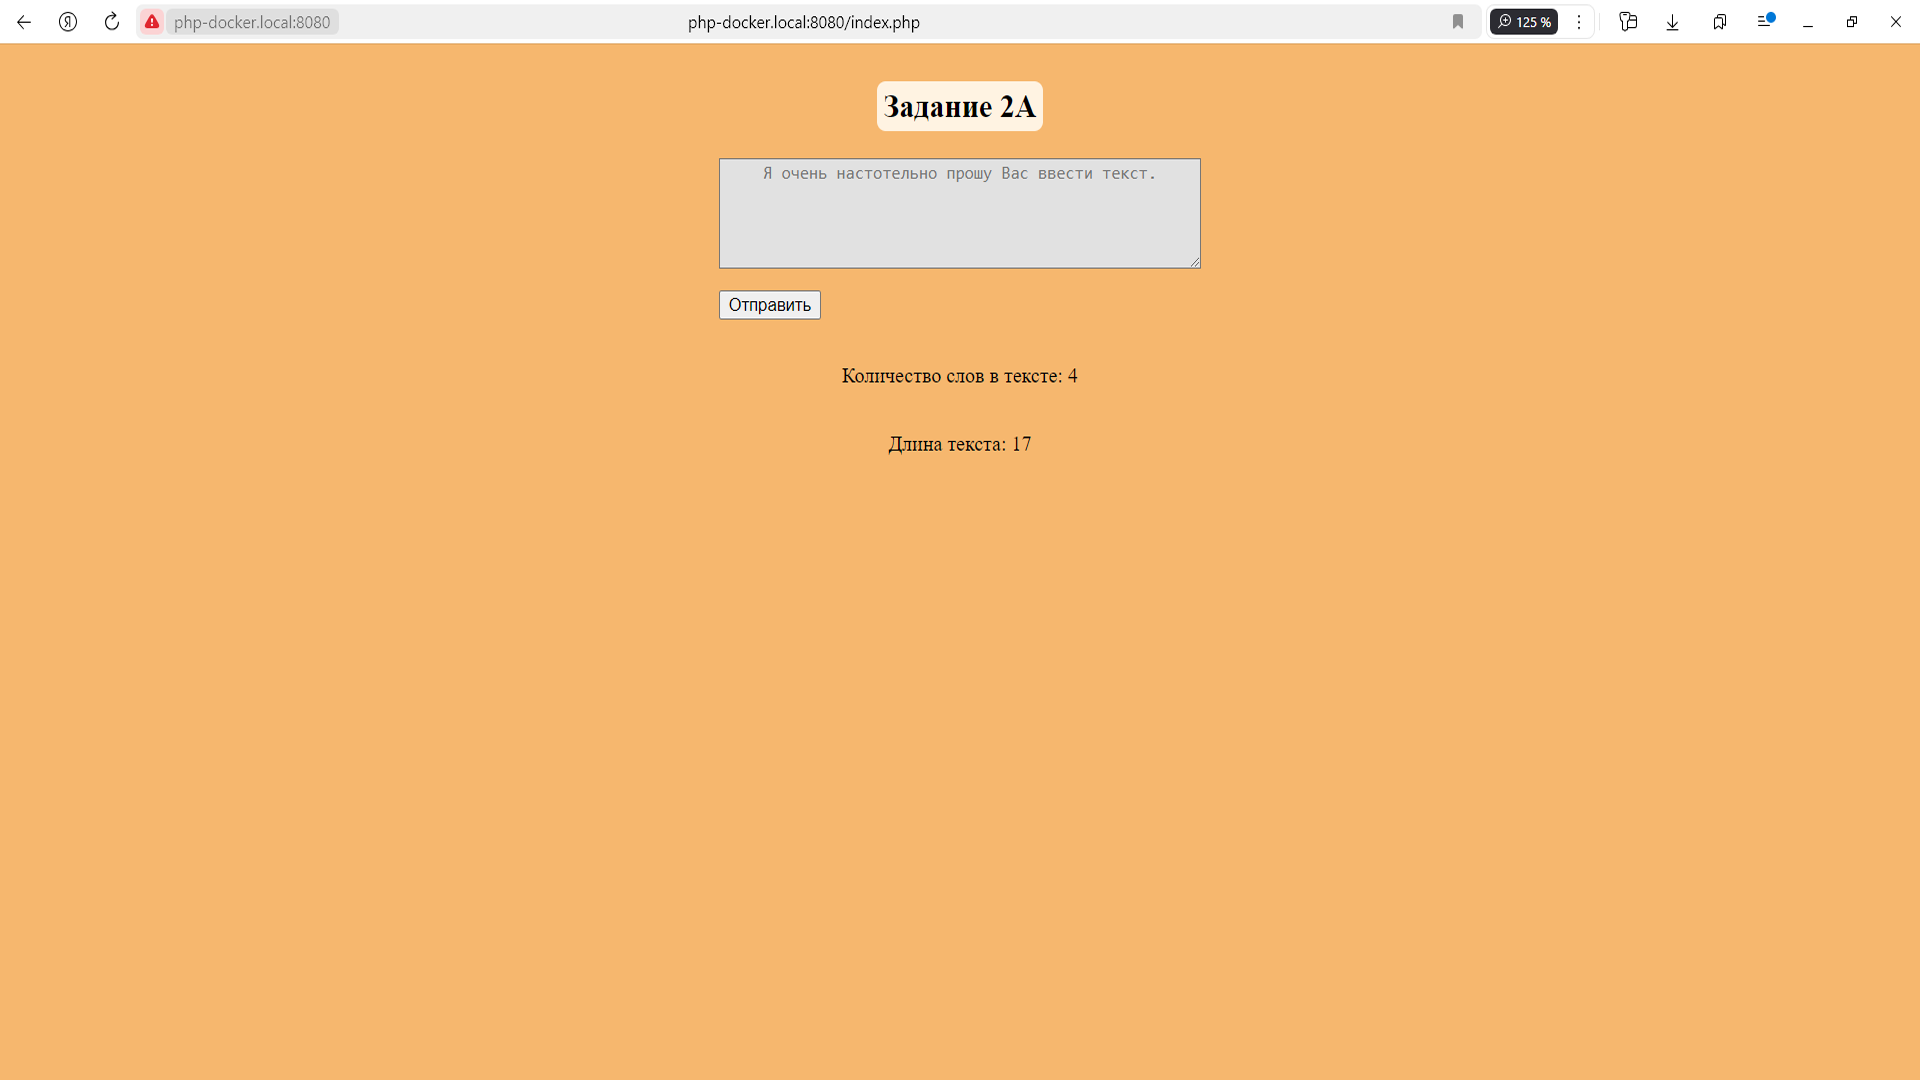 php-docker.local:8080
php-docker.local:8080/index.php
125 %
Задание 2A
Я очень настотельно прошу Вас ввести текст.
Отправить
Количество слов в тексте: 4
Длина текста: 17